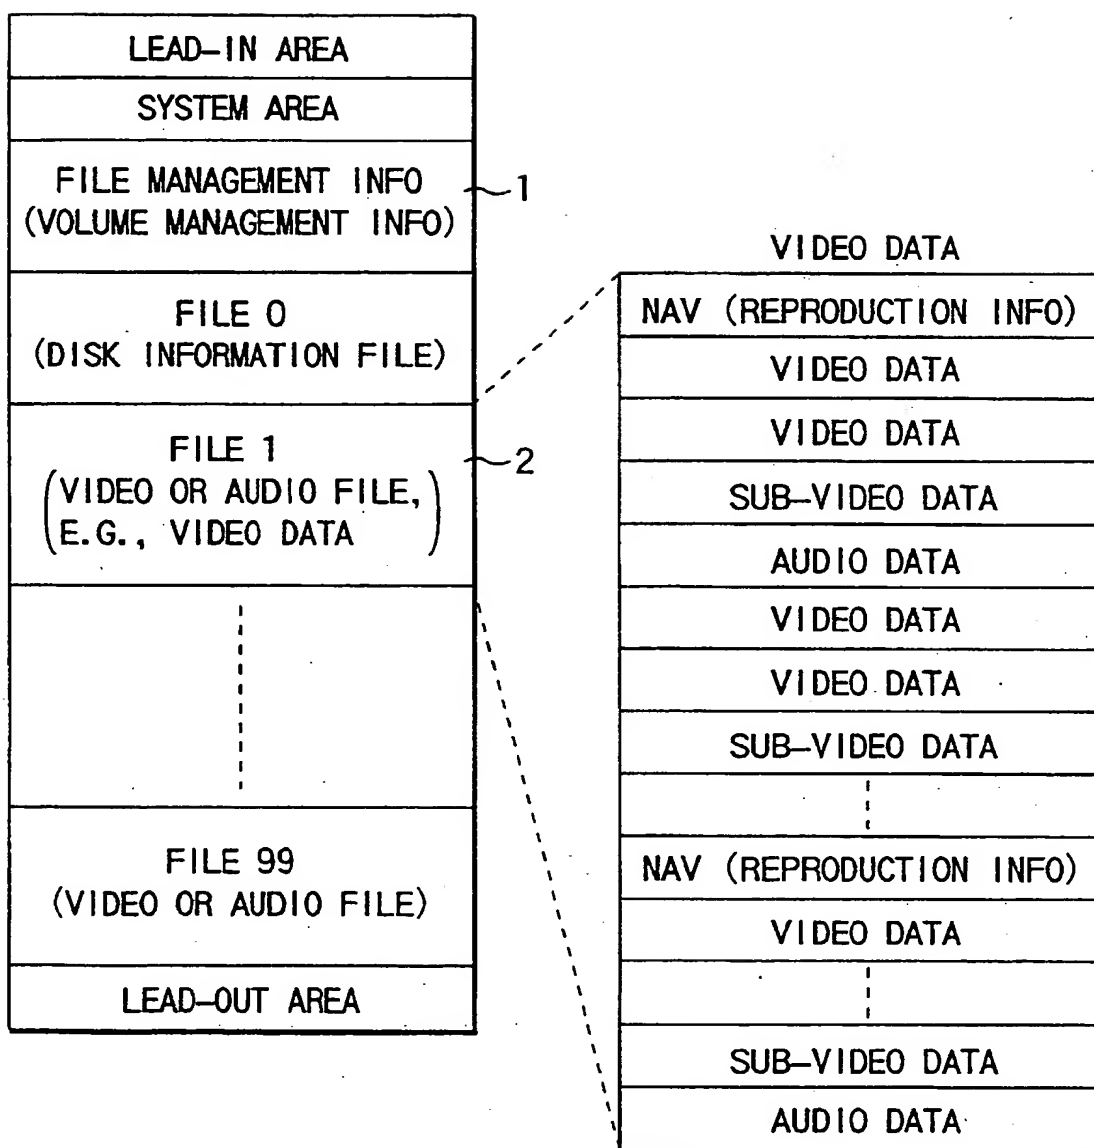 LEAD-IN AREA
SYSTEM AREA
FILE MANAGEMENT INFO
(VOLUME MANAGEMENT INFO)
1
FILE 0
(DISK INFORMATION FILE)
FILE 1
(VIDEO OR AUDIO FILE,
E.G., VIDEO DATA)
2
FILE 99
(VIDEO OR AUDIO FILE)
LEAD-OUT AREA
VIDEO DATA
NAV (REPRODUCTION INFO)
VIDEO DATA
VIDEO DATA
SUB-VIDEO DATA
AUDIO DATA
VIDEO DATA
VIDEO DATA
SUB-VIDEO DATA
NAV (REPRODUCTION INFO)
VIDEO DATA
SUB-VIDEO DATA
AUDIO DATA